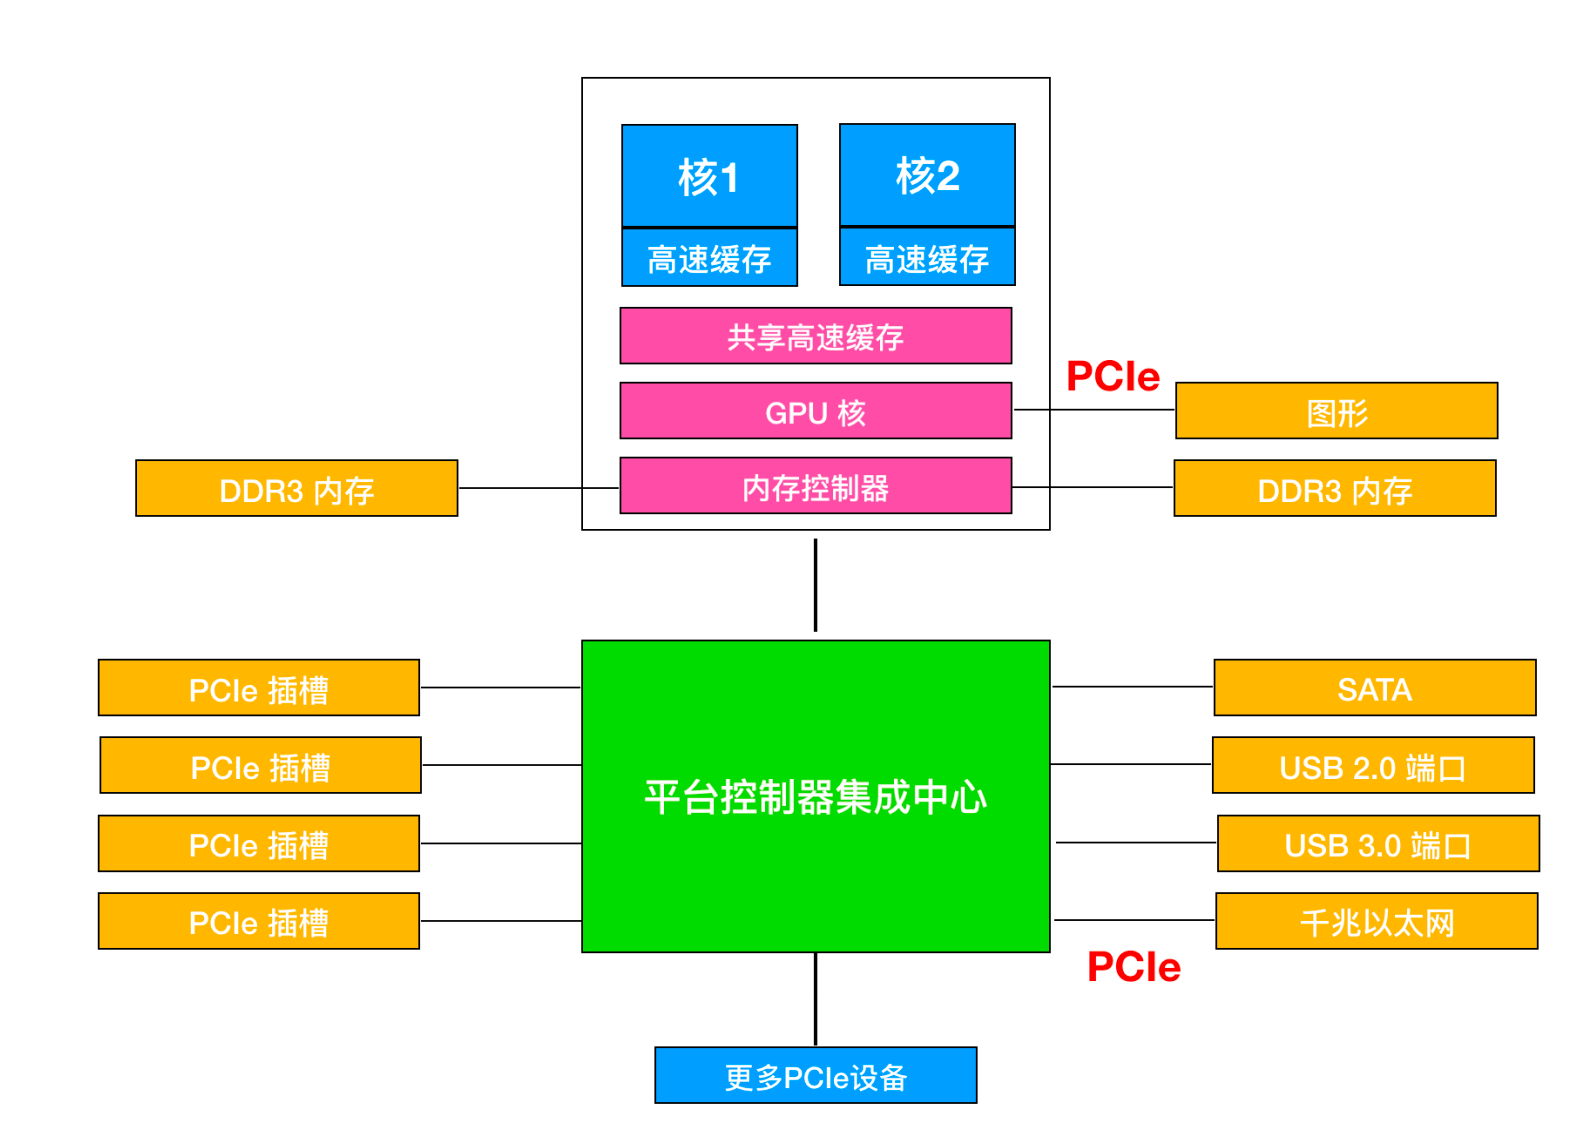 核1
核2
高速缓存
高速缓存
共享高速缓存
PCIe
GPU 核
图形
DDR3 内存
内存控制器
DDR3 内存
PCIe 插槽
SATA
PCIe 插槽
USB 2.0 端口
平台控制器集成中心
PCIe 插槽
USB 3.0 端口
PCIe 插槽
千兆以太网
PCIe
更多PCIe设备